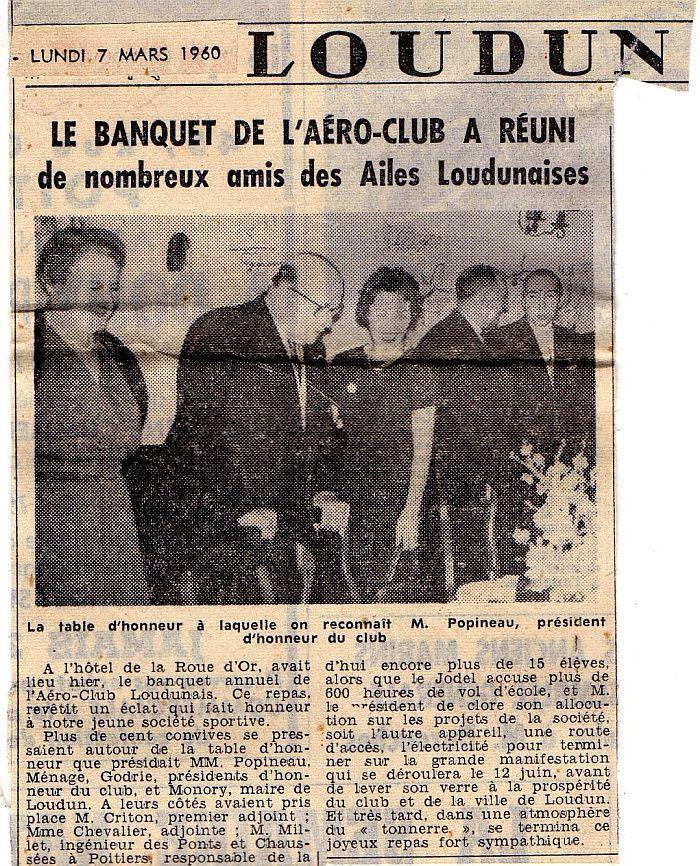 LUNDI 7 MARS 1960
LOUDUN
LE BANQUET DE L'AÉRO-CLUB A RÉUNI
de nombreux amis des Ailes Loudunaises
La table d'honneur à laquelle on reconnaît M. Popineau, président
d'honneur du club
A l'hôtel de la Roue d'Or, avait
lieu hier, le banquet annuel de
l'Aéro-Club Loudunais. Ce repas,
revêtit un éclat qui fait honneur
à notre jeune société sportive.
Plus de cent convives se pres-
saient autour de la table d'hon-
neur que présidait MM. Popineau,
Ménage, Godrie, présidents d'hon-
neur du club, et Monory, maire de
Loudun. A leurs côtés avaient pris
place M. Criton, premier adjoint ;
Mme Chevalier, adjointe ; M. Mil-
let, ingénieur des Ponts et Chaus-
sées à Poitiers, responsable de la
d'hui encore plus de 15 élèves,
alors que le Jodel accuse plus de
600 heures de vol d'école, et M.
le président de clore son allocu-
tion sur les projets de la société,
soit l'autre appareil, une route
d'accès, l'électricité pour termi-
ner sur la grande manifestation
qui se déroulera le 12 juin, avant
de lever son verre à la prospérité
du club et de la ville de Loudun.
Et très tard, dans une atmosphère
du « tonnerre », se termina ce
joyeux repas fort sympathique.